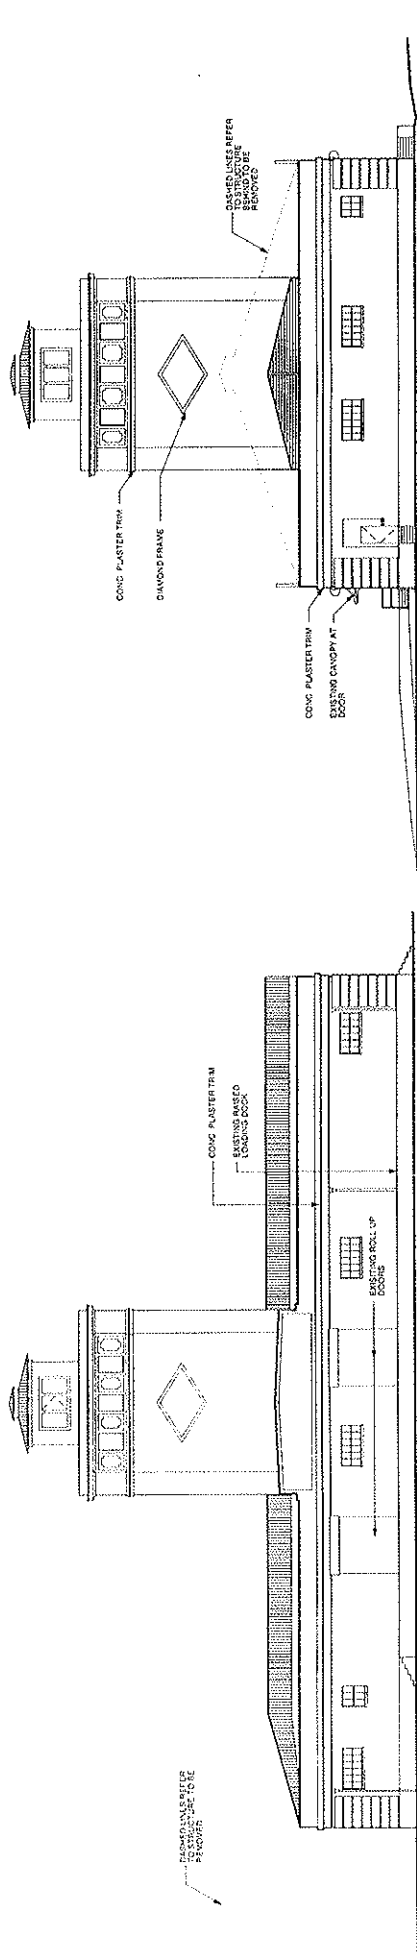 DASHED LINES REFER
TO STRUCTURE
BEHIND TO BE
REMOVED
CONC PLASTER TRIM
DIAMOND FRAME
CONC PLASTER TRIM
EXISTING CANOPY AT
DOOR
CONC PLASTER TRIM
EXISTING RAISED
LOADING DOCK
EXISTING ROLL UP
DOORS
DASHED LINES REFER
TO STRUCTURE TO BE
REMOVED